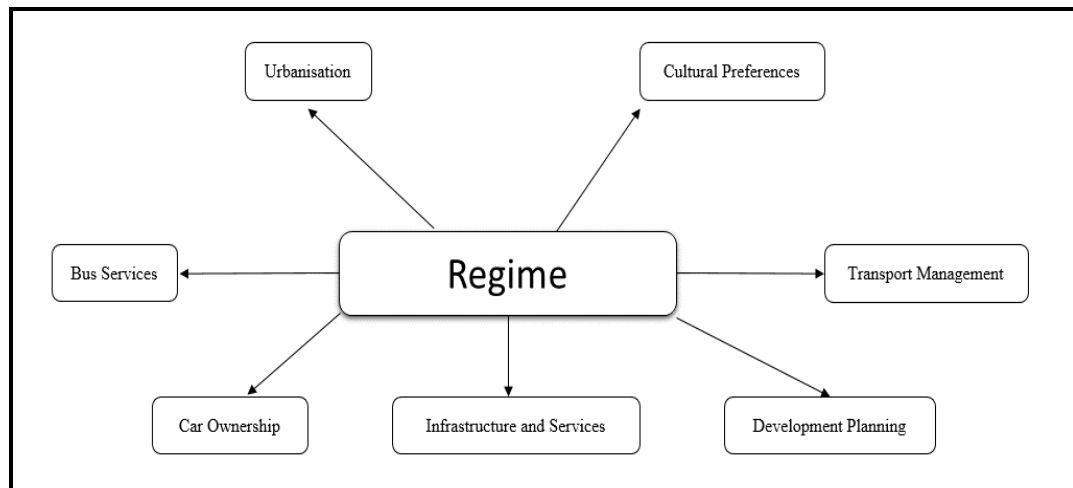 Urbanisation
Cultural Preferences
Bus Services
Regime
Transport Management
Car Ownership
Infrastructure and Services
Development Planning